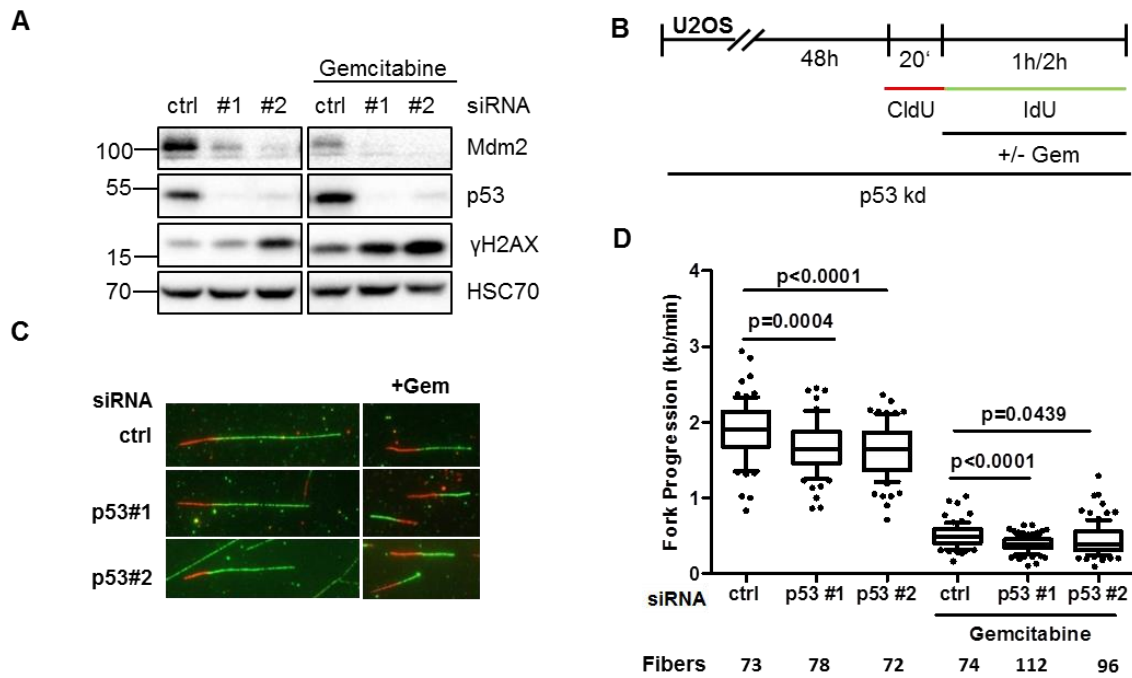 A
Gemcitabine
ctrl #1 #2 ctrl #1 #2 siRNA
100 Mdm2
55 p53
15 γH2AX
70 HSC70
B
U2OS
48h 20‘ 1h/2h
CldU IdU
+/- Gem
p53 kd
C
+Gem
siRNA
ctrl
p53#1
p53#2
D
Fork Progression (kb/min)
4
3
2
1
0
p<0.0001
p=0.0004
p=0.0439
p<0.0001
siRNA ctrl p53 #1 p53 #2 ctrl p53 #1 p53 #2
Gemcitabine
Fibers 73 78 72 74 112 96